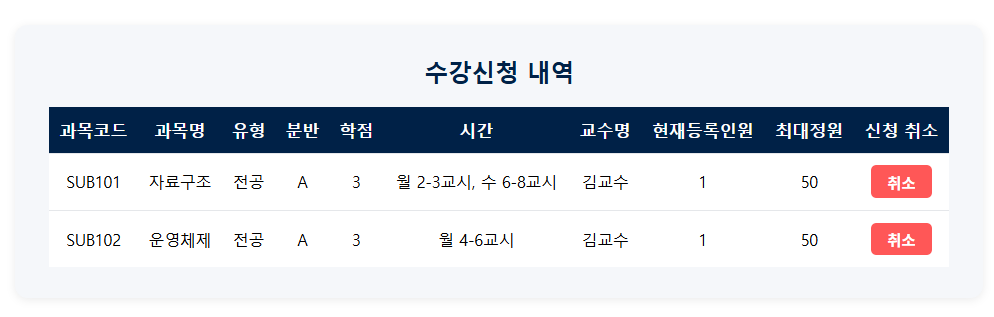 수강신청 내역
과목코드 과목명 유형 분반 학점 시간 교수명 현재등록인원 최대정원 신청 취소
SUB101 자료구조 전공 A 3 월 2-3교시, 수 6-8교시 김교수 1 50 취소
SUB102 운영체제 전공 A 3 월 4-6교시 김교수 1 50 취소